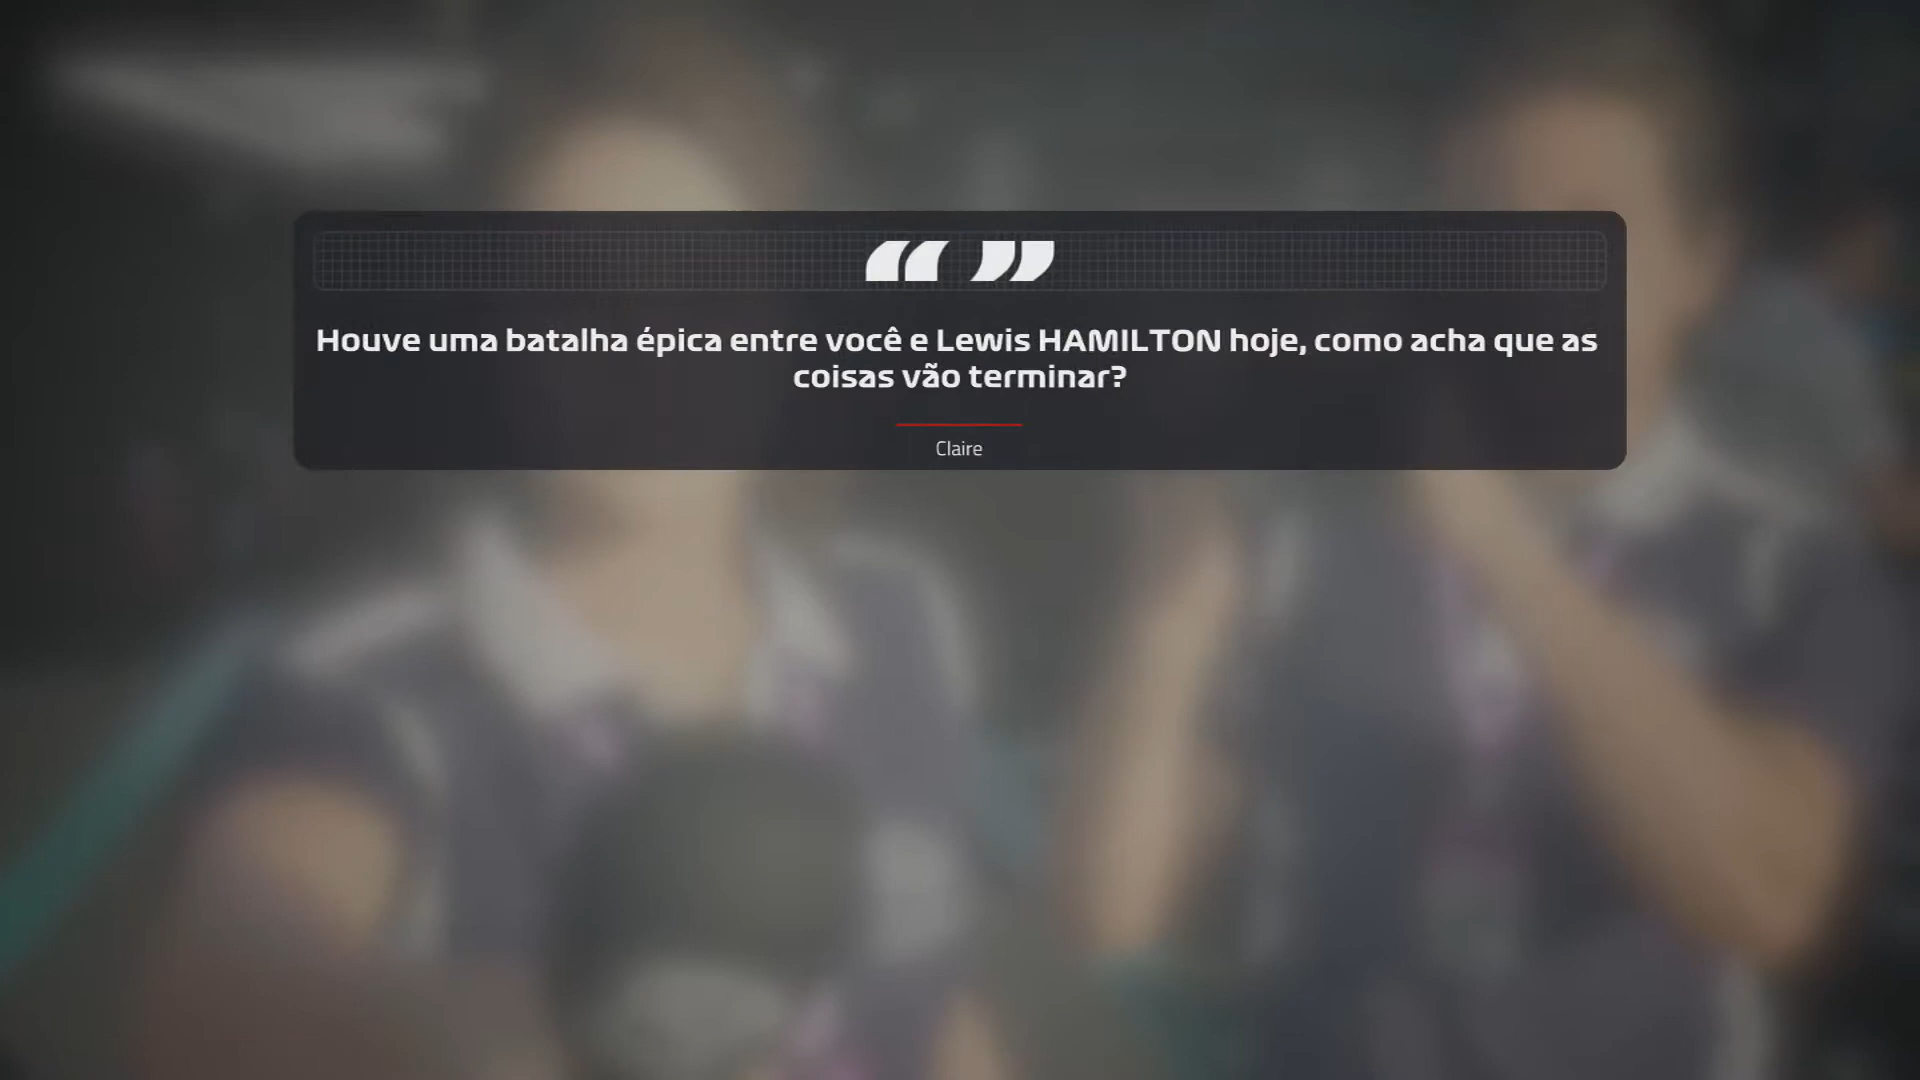 “ ”
Houve uma batalha épica entre você e Lewis HAMILTON hoje, como acha que as
coisas vão terminar?
Claire